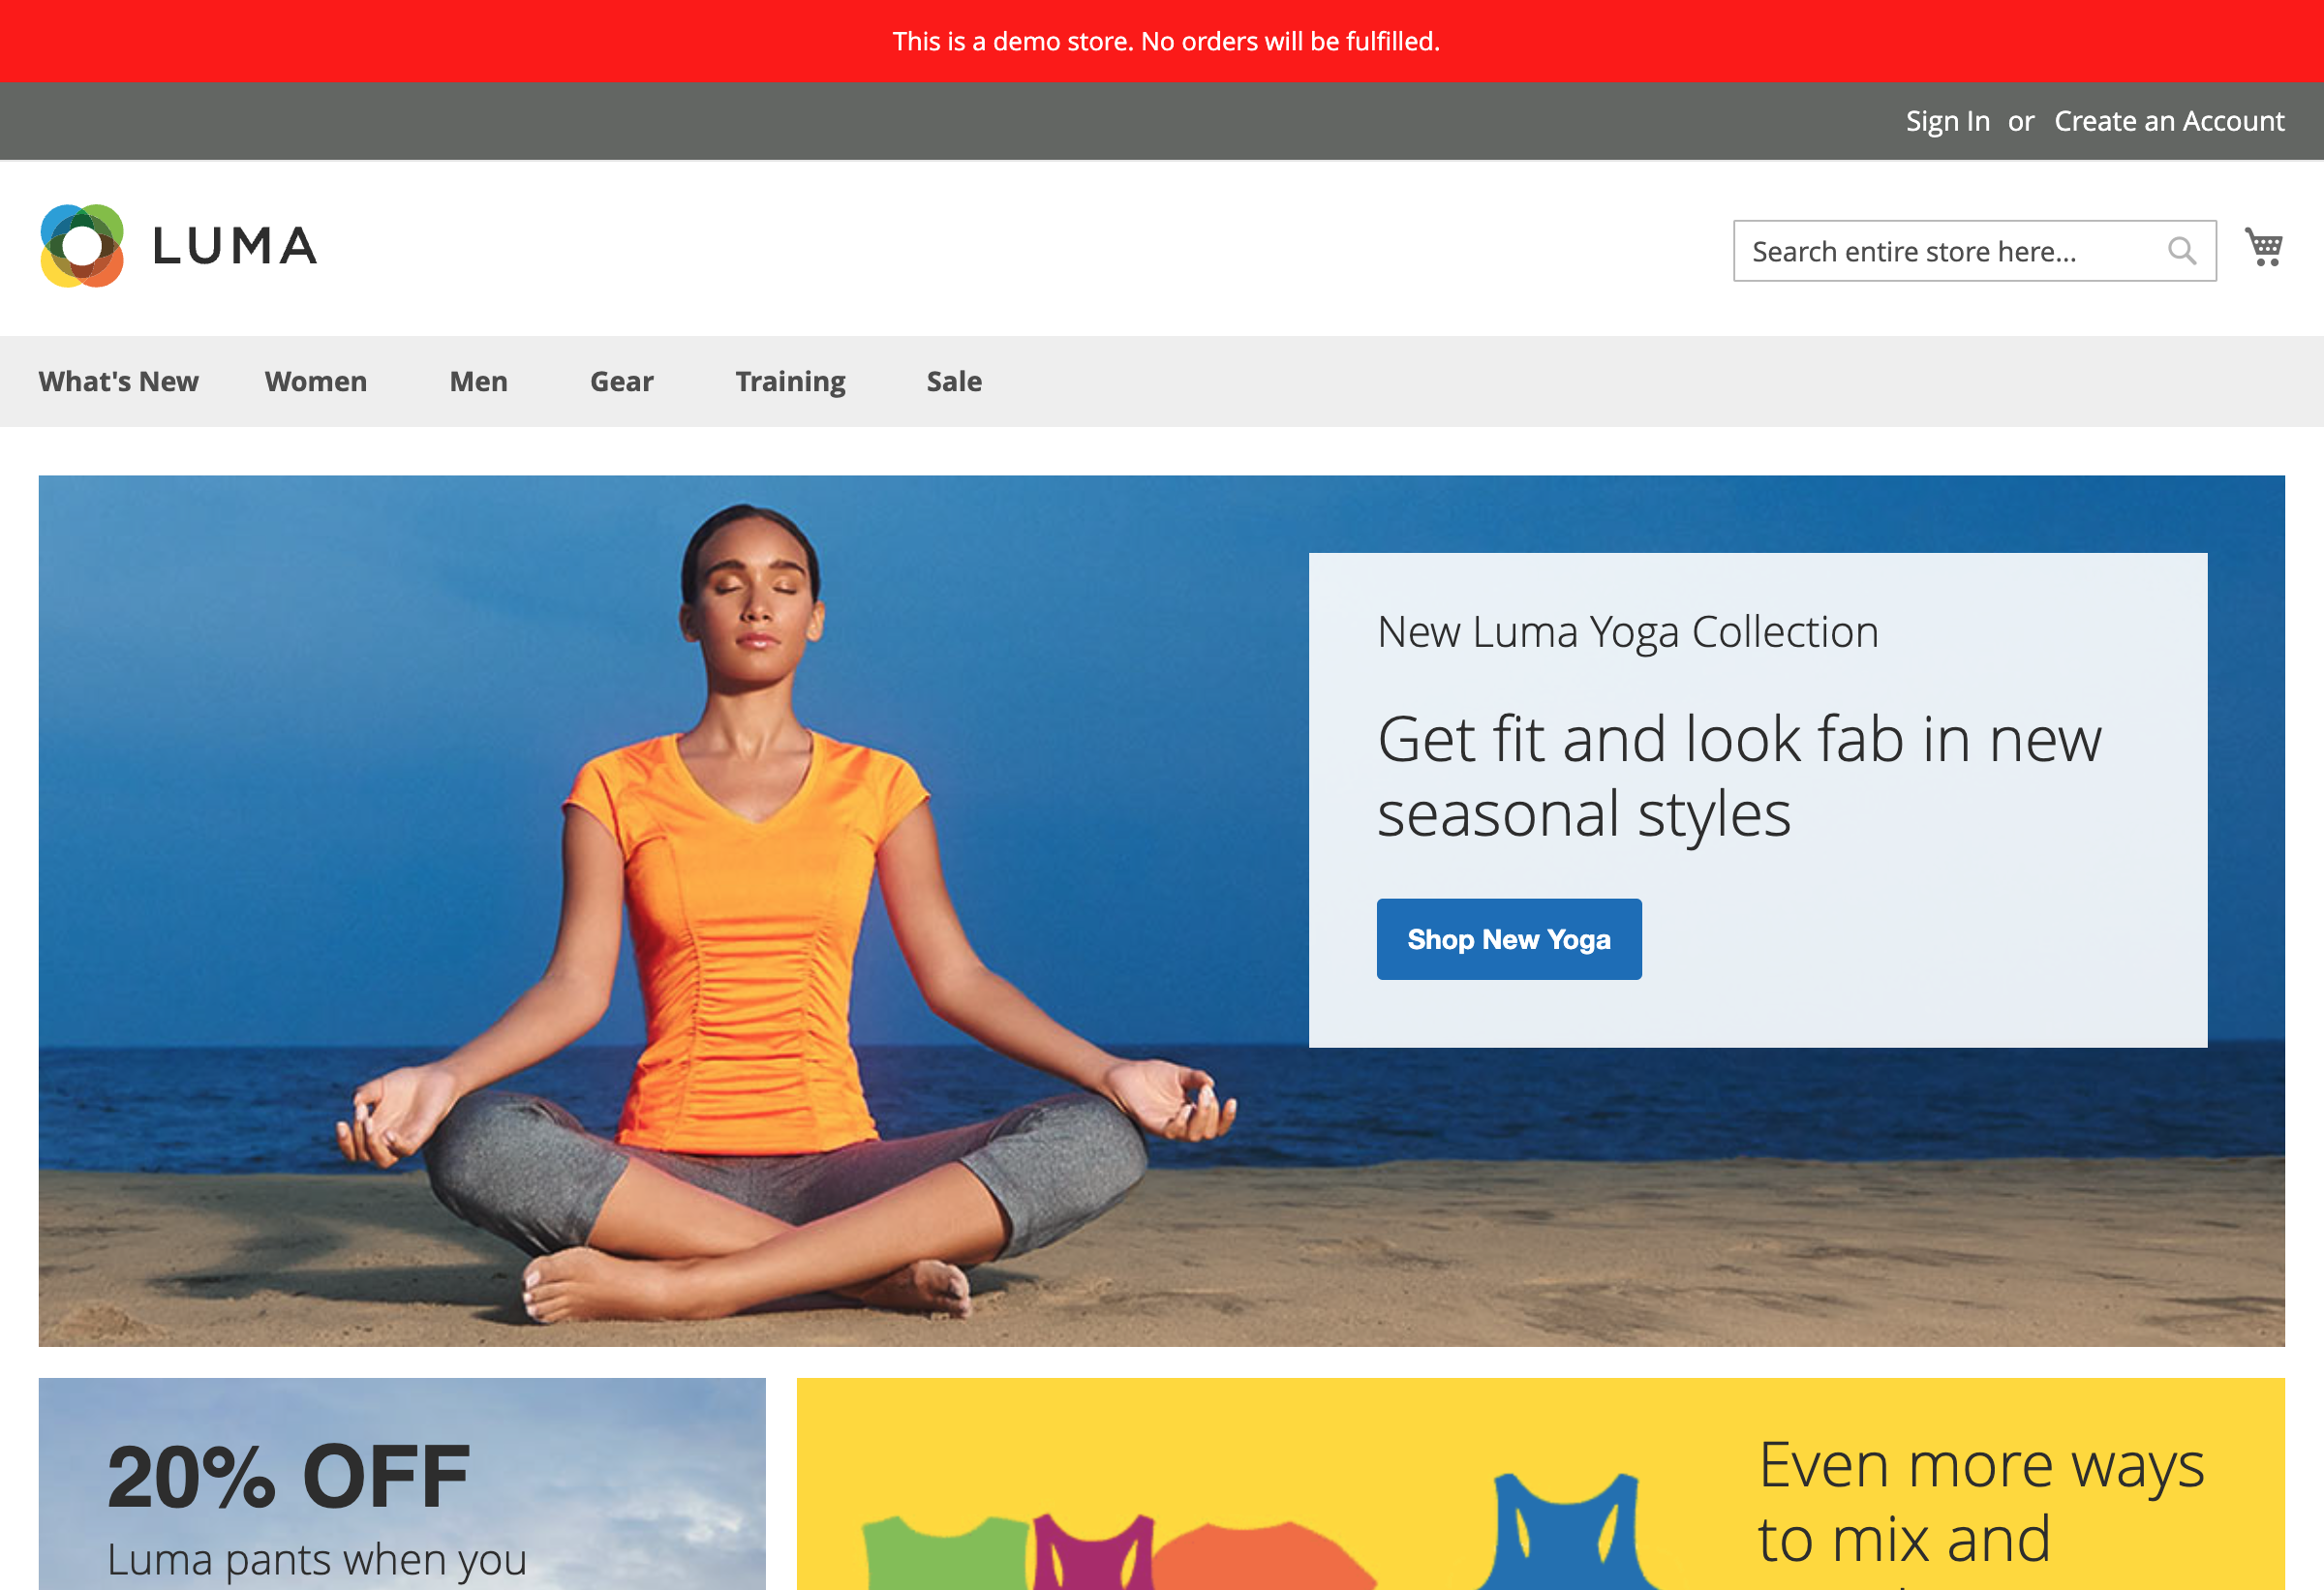 This is a demo store. No orders will be fulfilled.
Sign In or Create an Account
LUMA
Search entire store here...
What's New Women Men Gear Training Sale
New Luma Yoga Collection
Get fit and look fab in new
seasonal styles
Shop New Yoga
20% OFF
Luma pants when you
Even more ways
to mix and